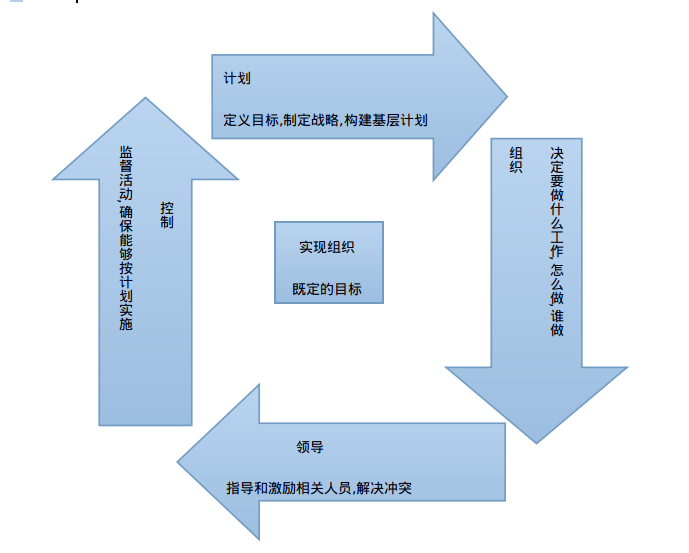 计划
定义目标,制定战略,构建基层计划
组织
决定要做什么工作,怎么做,谁做
实现组织
既定的目标
控制
监督活动,确保能够按计划实施
领导
指导和激励相关人员,解决冲突